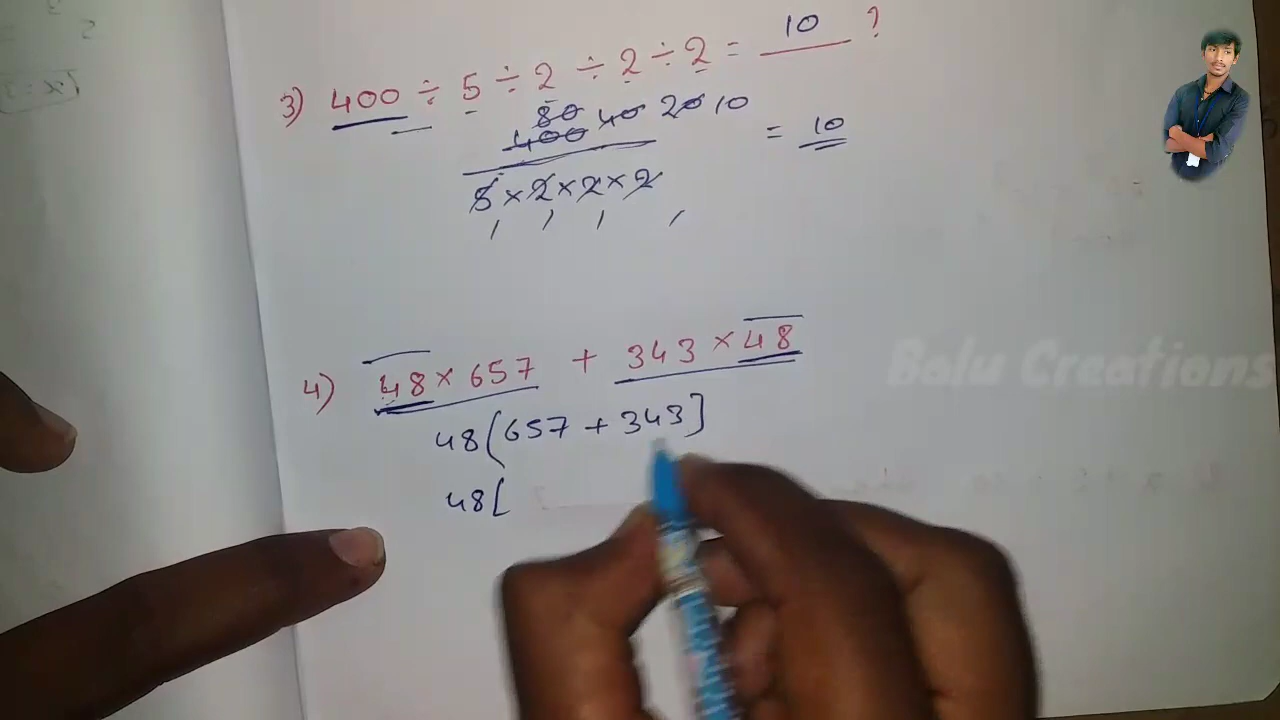 3) 400 ÷ 5 ÷ 2 ÷ 2 ÷ 2 = 10 ?
80 40 20 10
400
= 10
5 × 2 × 2 × 2
4) 48 × 657 + 343 × 48
48(657 + 343]
48[
Balu Creations